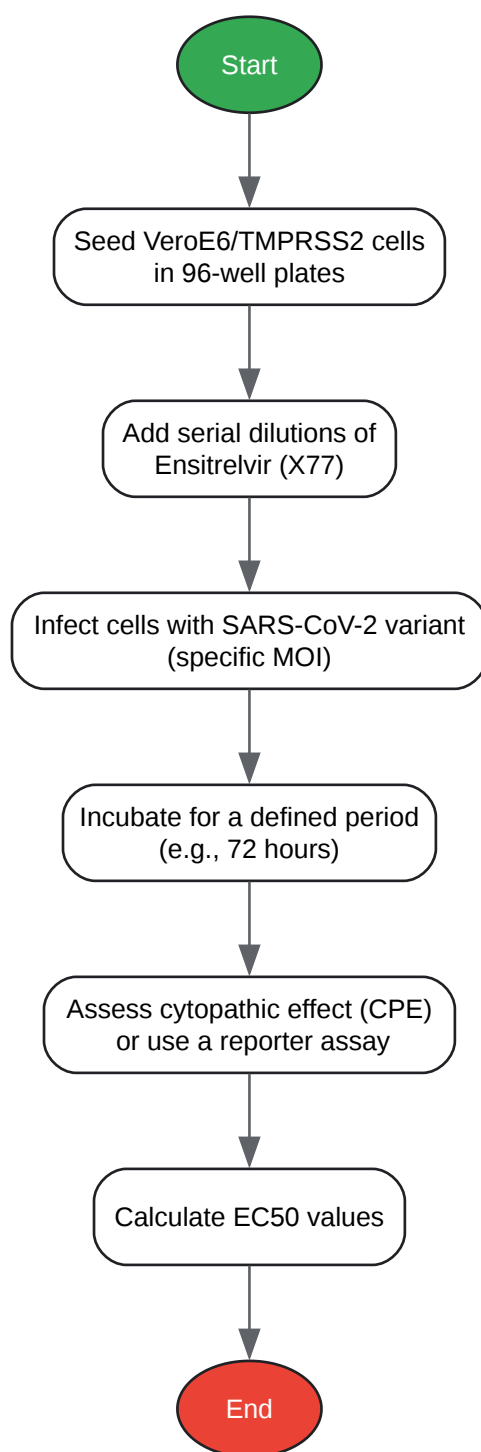 Start
Seed VeroE6/TMPRSS2 cells
in 96-well plates
Add serial dilutions of
Ensitrelvir (X77)
Infect cells with SARS-CoV-2 variant
(specific MOI)
Incubate for a defined period
(e.g., 72 hours)
Assess cytopathic effect (CPE)
or use a reporter assay
Calculate EC50 values
End